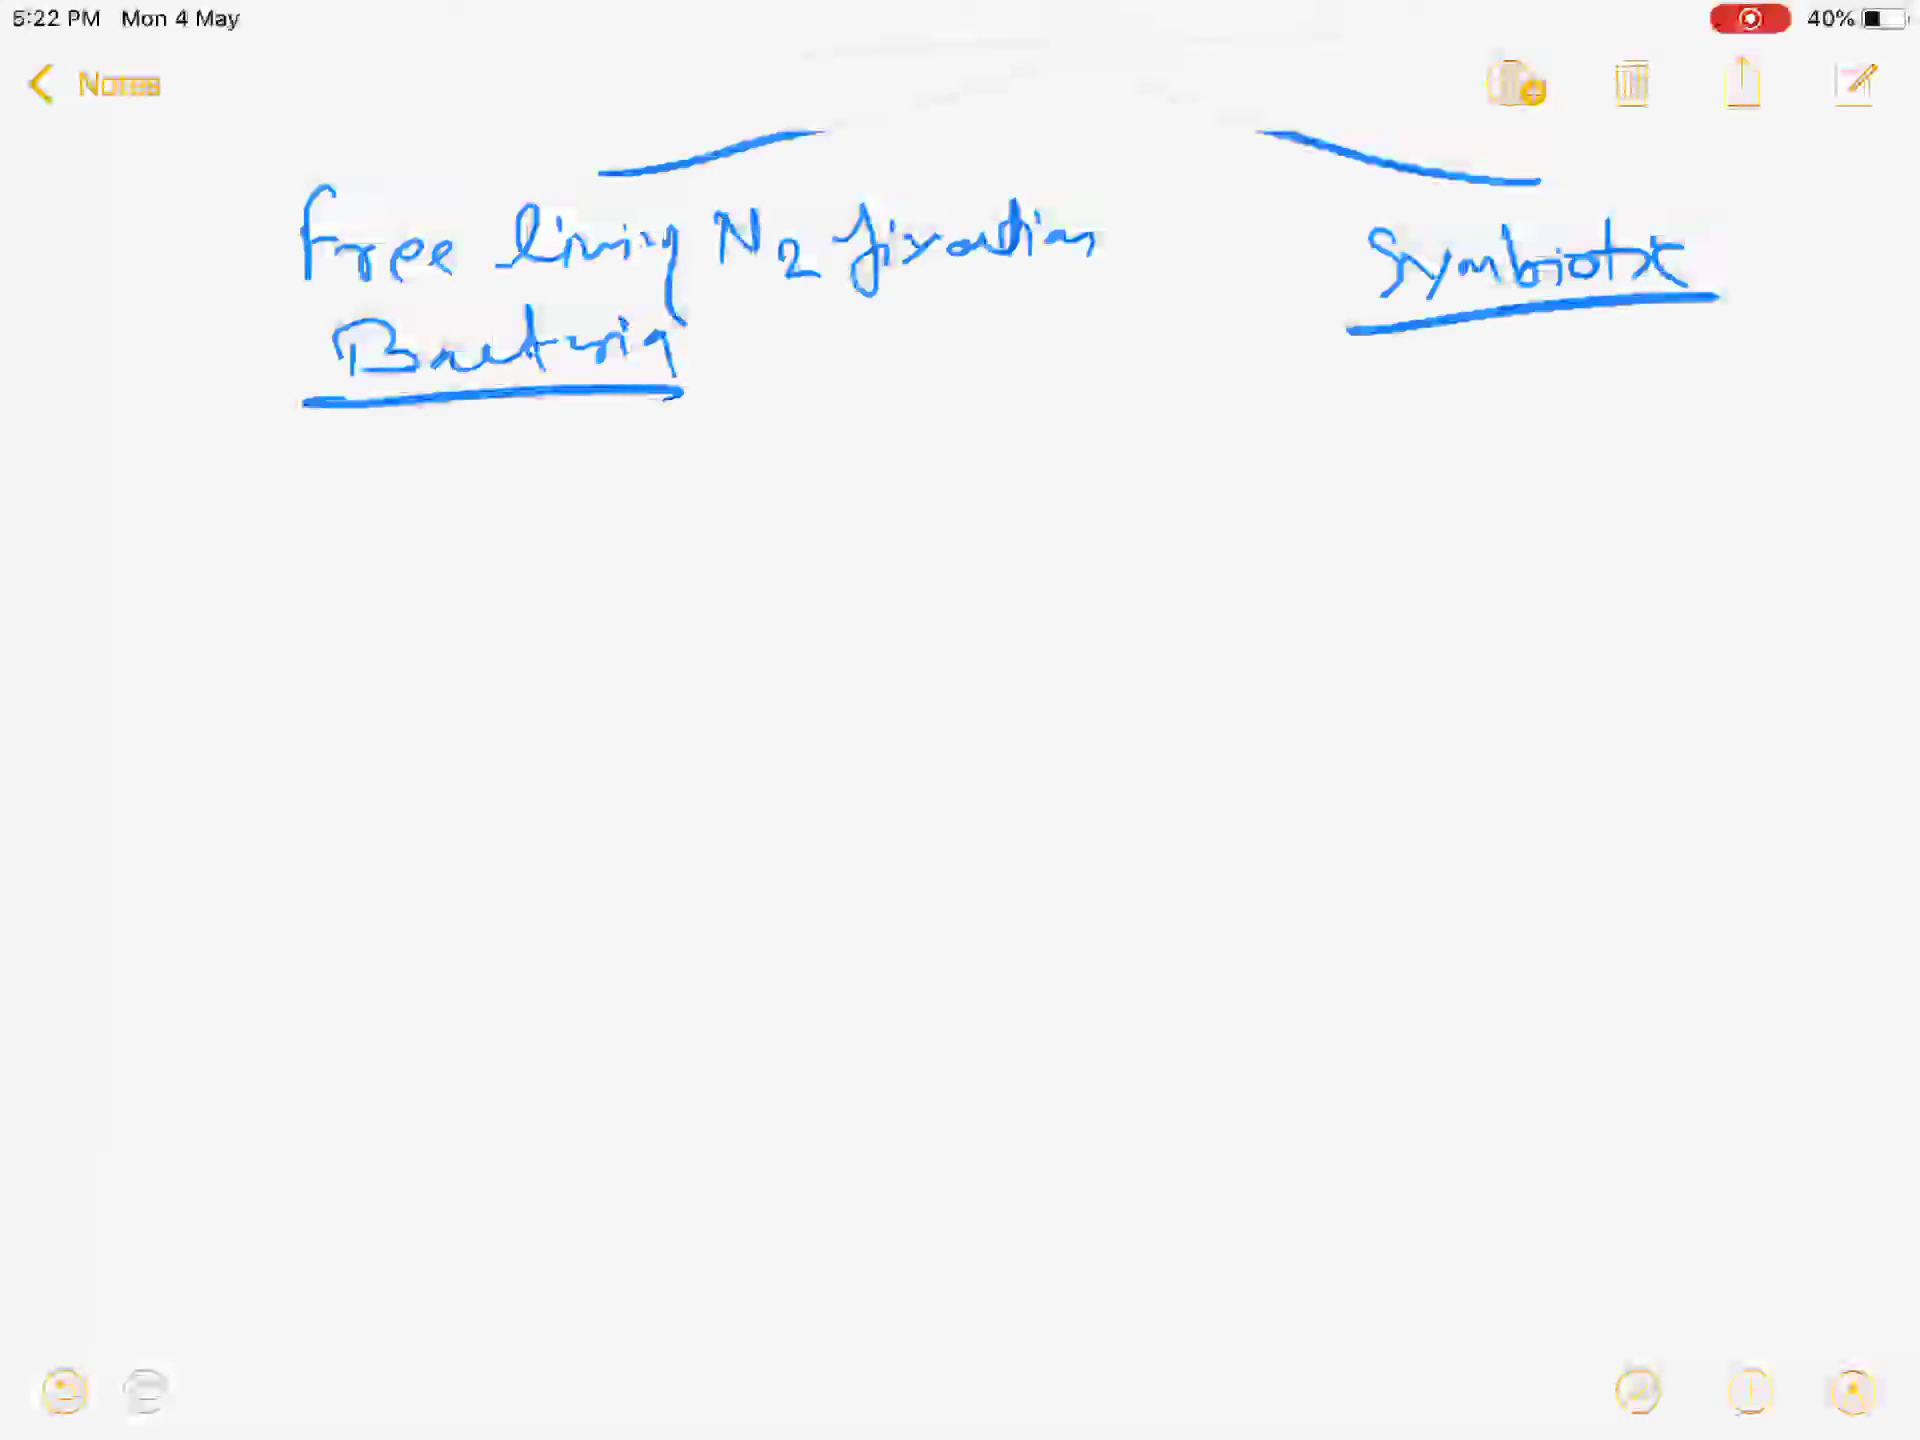 5:22 PM Mon 4 May
40%
Notes
Free living N2 fixation
Bacteria
Symbiotic